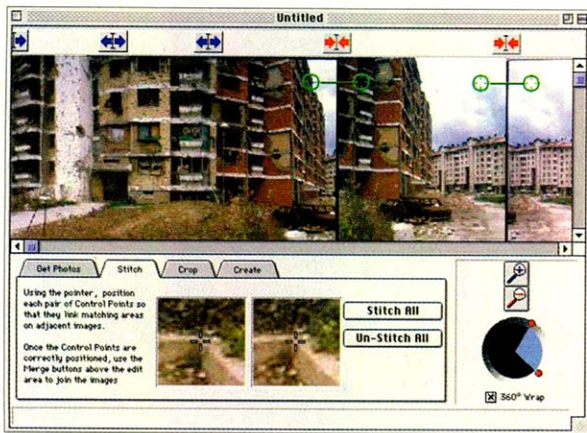 Untitled
Get Photos
Stitch
Crop
Create
Using the pointer, position
each pair of Control Points so
that they link matching areas
on adjacent images.
Once the Control Points are
correctly positioned, use the
Merge buttons above the edit
area to join the images
Stitch All
Un-Stitch All
360° Wrap